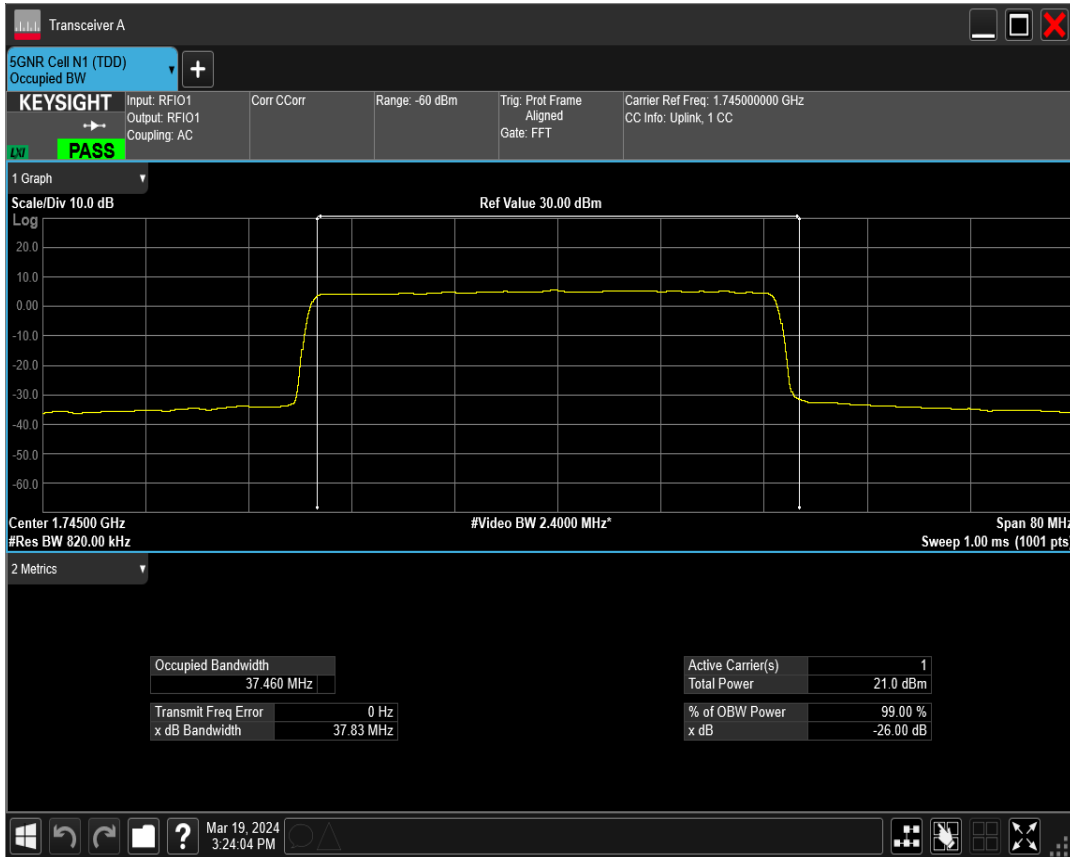 Transceiver A
5GNR Cell N1 (TDD)
Occupied BW
+
KEYSIGHT
LXI
PASS
Input: RFIO1
Output: RFIO1
Coupling: AC
Corr CCorr
Range: -60 dBm
Trig: Prot Frame
Aligned
Gate: FFT
Carrier Ref Freq: 1.745000000 GHz
CC Info: Uplink, 1 CC
1 Graph
Scale/Div 10.0 dB
Ref Value 30.00 dBm
Log
20.0
10.0
0.00
-10.0
-20.0
-30.0
-40.0
-50.0
-60.0
Center 1.74500 GHz
#Video BW 2.4000 MHz*
Span 80 MHz
#Res BW 820.00 kHz
Sweep 1.00 ms (1001 pts)
2 Metrics
Occupied Bandwidth
37.460 MHz
Transmit Freq Error 0 Hz
x dB Bandwidth 37.83 MHz
Active Carrier(s) 1
Total Power 21.0 dBm
% of OBW Power 99.00 %
x dB -26.00 dB
?
Mar 19, 2024
3:24:04 PM